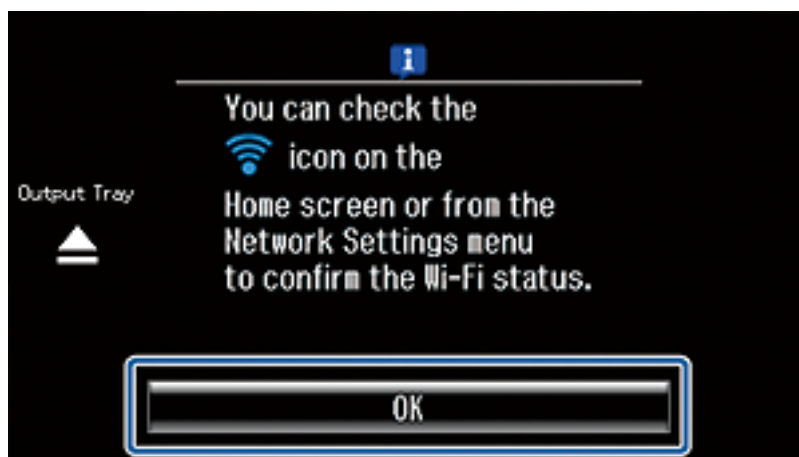 You can check the
icon on the
Output Tray
Home screen or from the
Network Settings menu
to confirm the Wi-Fi status.
OK